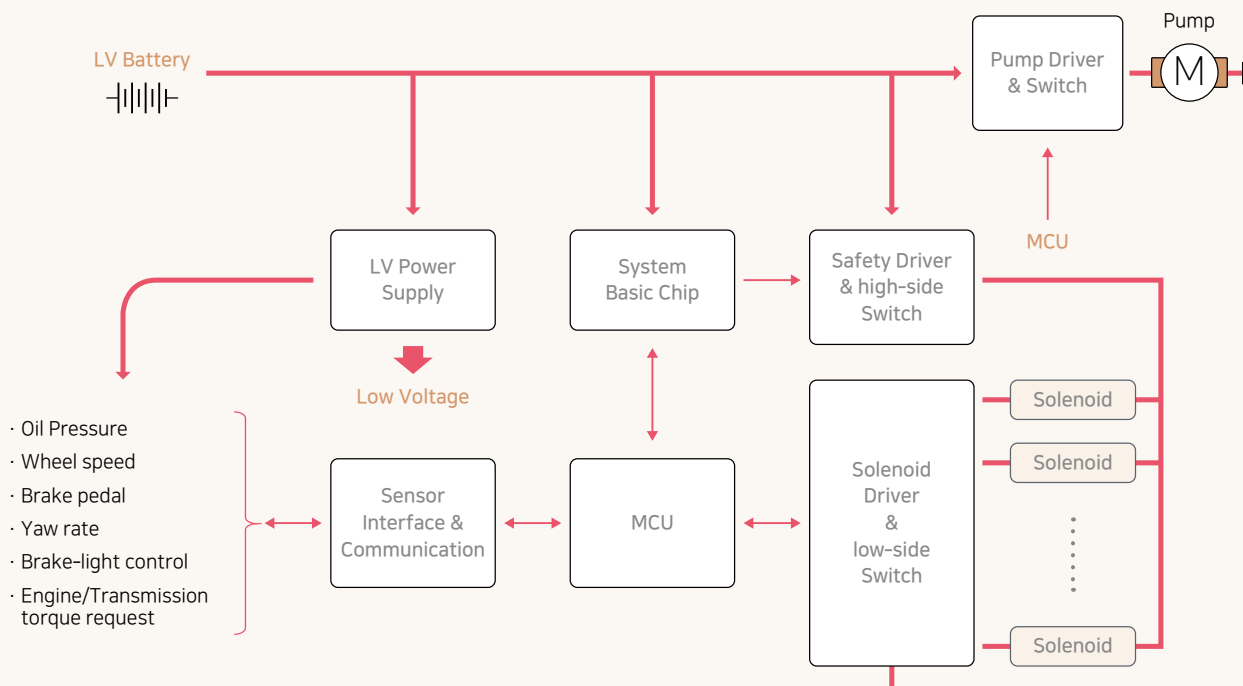 LV Battery
Pump Driver
& Switch
Pump
M
MCU
LV Power
Supply
System
Basic Chip
Safety Driver
& high-side
Switch
Low Voltage
· Oil Pressure
· Wheel speed
· Brake pedal
· Yaw rate
· Brake-light control
· Engine/Transmission
torque request
Sensor
Interface &
Communication
MCU
Solenoid
Driver
&
low-side
Switch
Solenoid
Solenoid
Solenoid